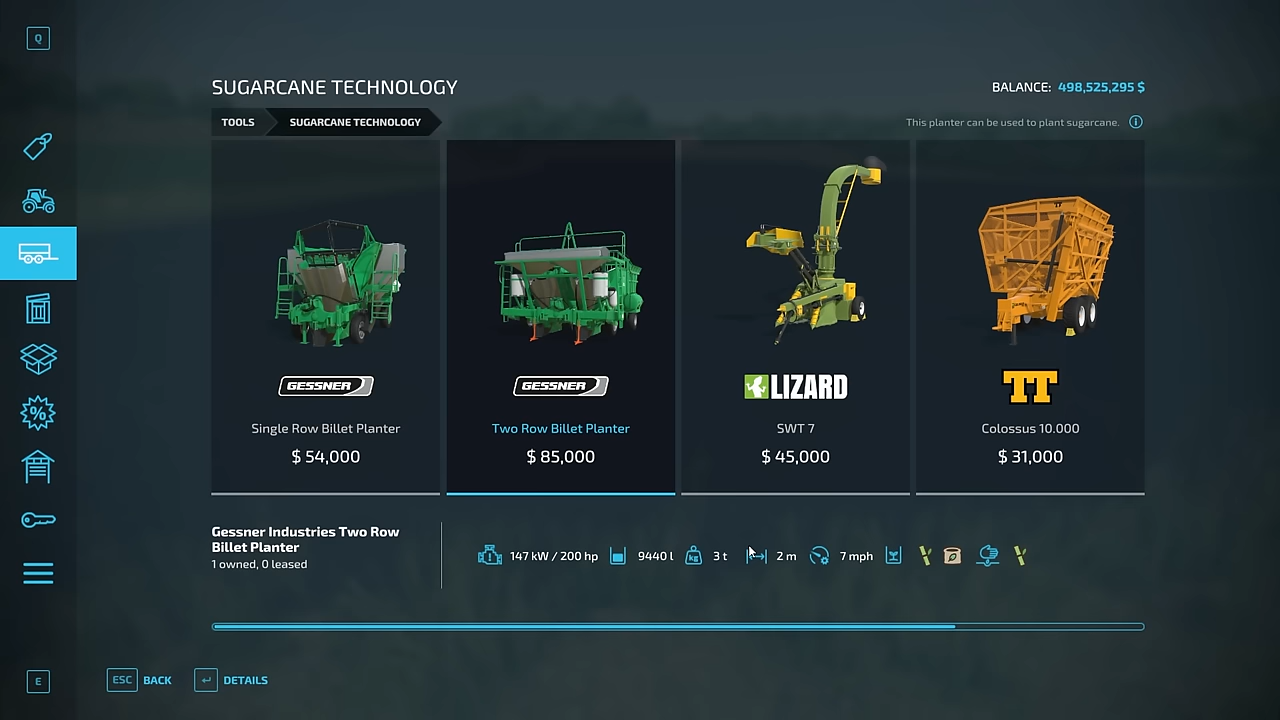 Q
SUGARCANE TECHNOLOGY
BALANCE: 498,525,295 $
TOOLS
SUGARCANE TECHNOLOGY
This planter can be used to plant sugarcane.
GESSNER
GESSNER
LIZARD
TT
Single Row Billet Planter
Two Row Billet Planter
SWT 7
Colossus 10.000
$ 54,000
$ 85,000
$ 45,000
$ 31,000
Gessner Industries Two Row
Billet Planter
1 owned, 0 leased
147 kW / 200 hp
9440 l
kg
3 t
2 m
7 mph
E
ESC BACK
DETAILS